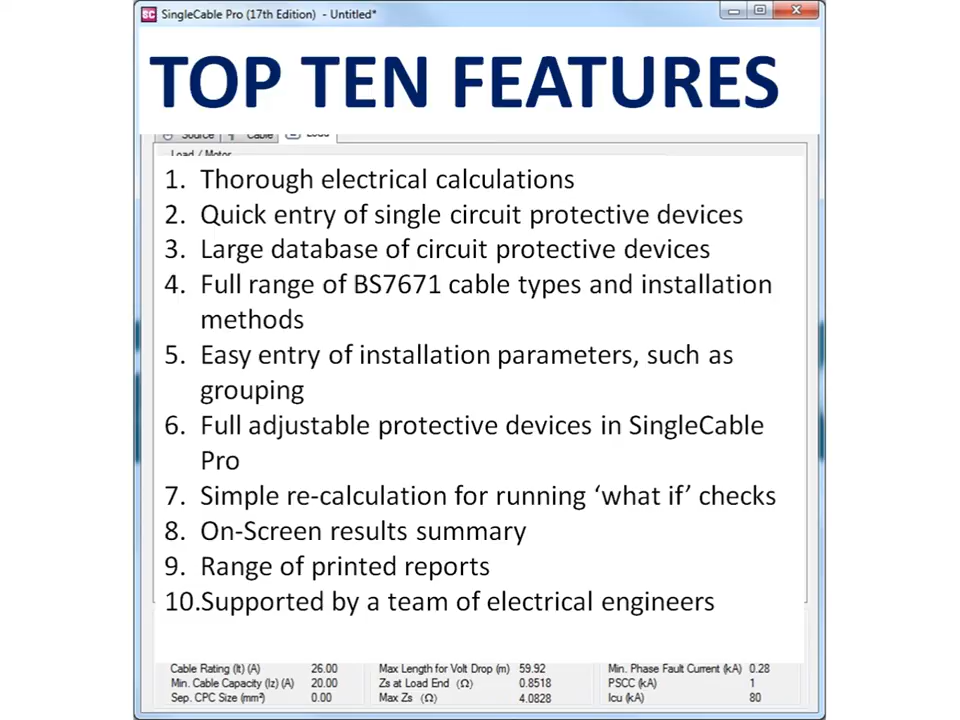 SingleCable Pro (17th Edition) - Untitled*
TOP TEN FEATURES
Source Cable Load
Load / Motor
1. Thorough electrical calculations
2. Quick entry of single circuit protective devices
3. Large database of circuit protective devices
4. Full range of BS7671 cable types and installation
methods
5. Easy entry of installation parameters, such as
grouping
6. Full adjustable protective devices in SingleCable
Pro
7. Simple re-calculation for running ‘what if’ checks
8. On-Screen results summary
9. Range of printed reports
10.Supported by a team of electrical engineers
Cable Rating (It) (A) 26.00 Max Length for Volt Drop (m) 59.92 Min. Phase Fault Current (kA) 0.28
Min. Cable Capacity (Iz) (A) 20.00 Zs at Load End (Ω) 0.8518 PSCC (kA) 1
Sep. CPC Size (mm²) 0.00 Max Zs (Ω) 4.0828 Icu (kA) 80